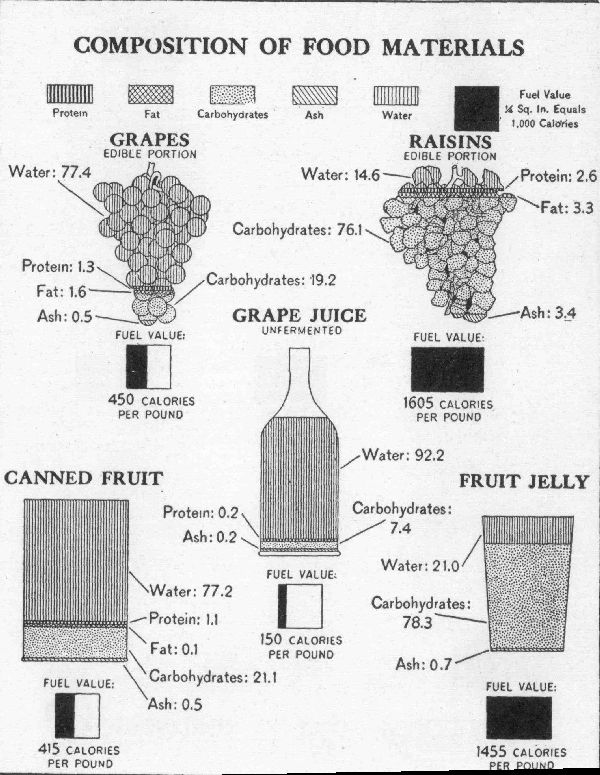 COMPOSITION OF FOOD MATERIALS
Protein
Fat
Carbohydrates
Ash
Water
Fuel Value
¼ Sq. In. Equals
1,000 Calories
GRAPES
EDIBLE PORTION
Water: 77.4
Protein: 1.3
Fat: 1.6
Ash: 0.5
Carbohydrates: 19.2
FUEL VALUE:
450 CALORIES
PER POUND
RAISINS
EDIBLE PORTION
Water: 14.6
Protein: 2.6
Fat: 3.3
Carbohydrates: 76.1
Ash: 3.4
FUEL VALUE:
1605 CALORIES
PER POUND
GRAPE JUICE
UNFERMENTED
Water: 92.2
Protein: 0.2
Ash: 0.2
Carbohydrates:
7.4
FUEL VALUE:
150 CALORIES
PER POUND
CANNED FRUIT
Water: 77.2
Protein: 1.1
Fat: 0.1
Carbohydrates: 21.1
Ash: 0.5
FUEL VALUE:
415 CALORIES
PER POUND
FRUIT JELLY
Water: 21.0
Carbohydrates:
78.3
Ash: 0.7
FUEL VALUE:
1455 CALORIES
PER POUND